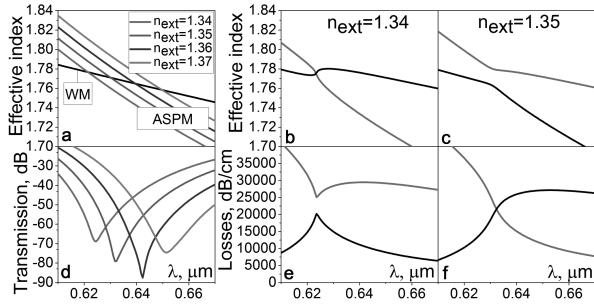 1.84
1.82
1.80
1.78
1.76
1.74
1.72
1.70
Effective index
n_ext=1.34
n_ext=1.35
n_ext=1.36
n_ext=1.37
WM
ASPM
a
n_ext=1.34
n_ext=1.35
1.84
1.82
1.80
1.78
1.76
1.74
1.72
1.70
Effective index
b
c
-30
-40
-50
-60
-70
-80
-90
Transmission, dB
d
0.62
0.64
0.66
λ, μm
35000
30000
25000
20000
15000
10000
5000
0
Losses, dB/cm
e
0.62
0.64
0.66
λ, μm
f
0.62
0.64
0.66
λ, μm